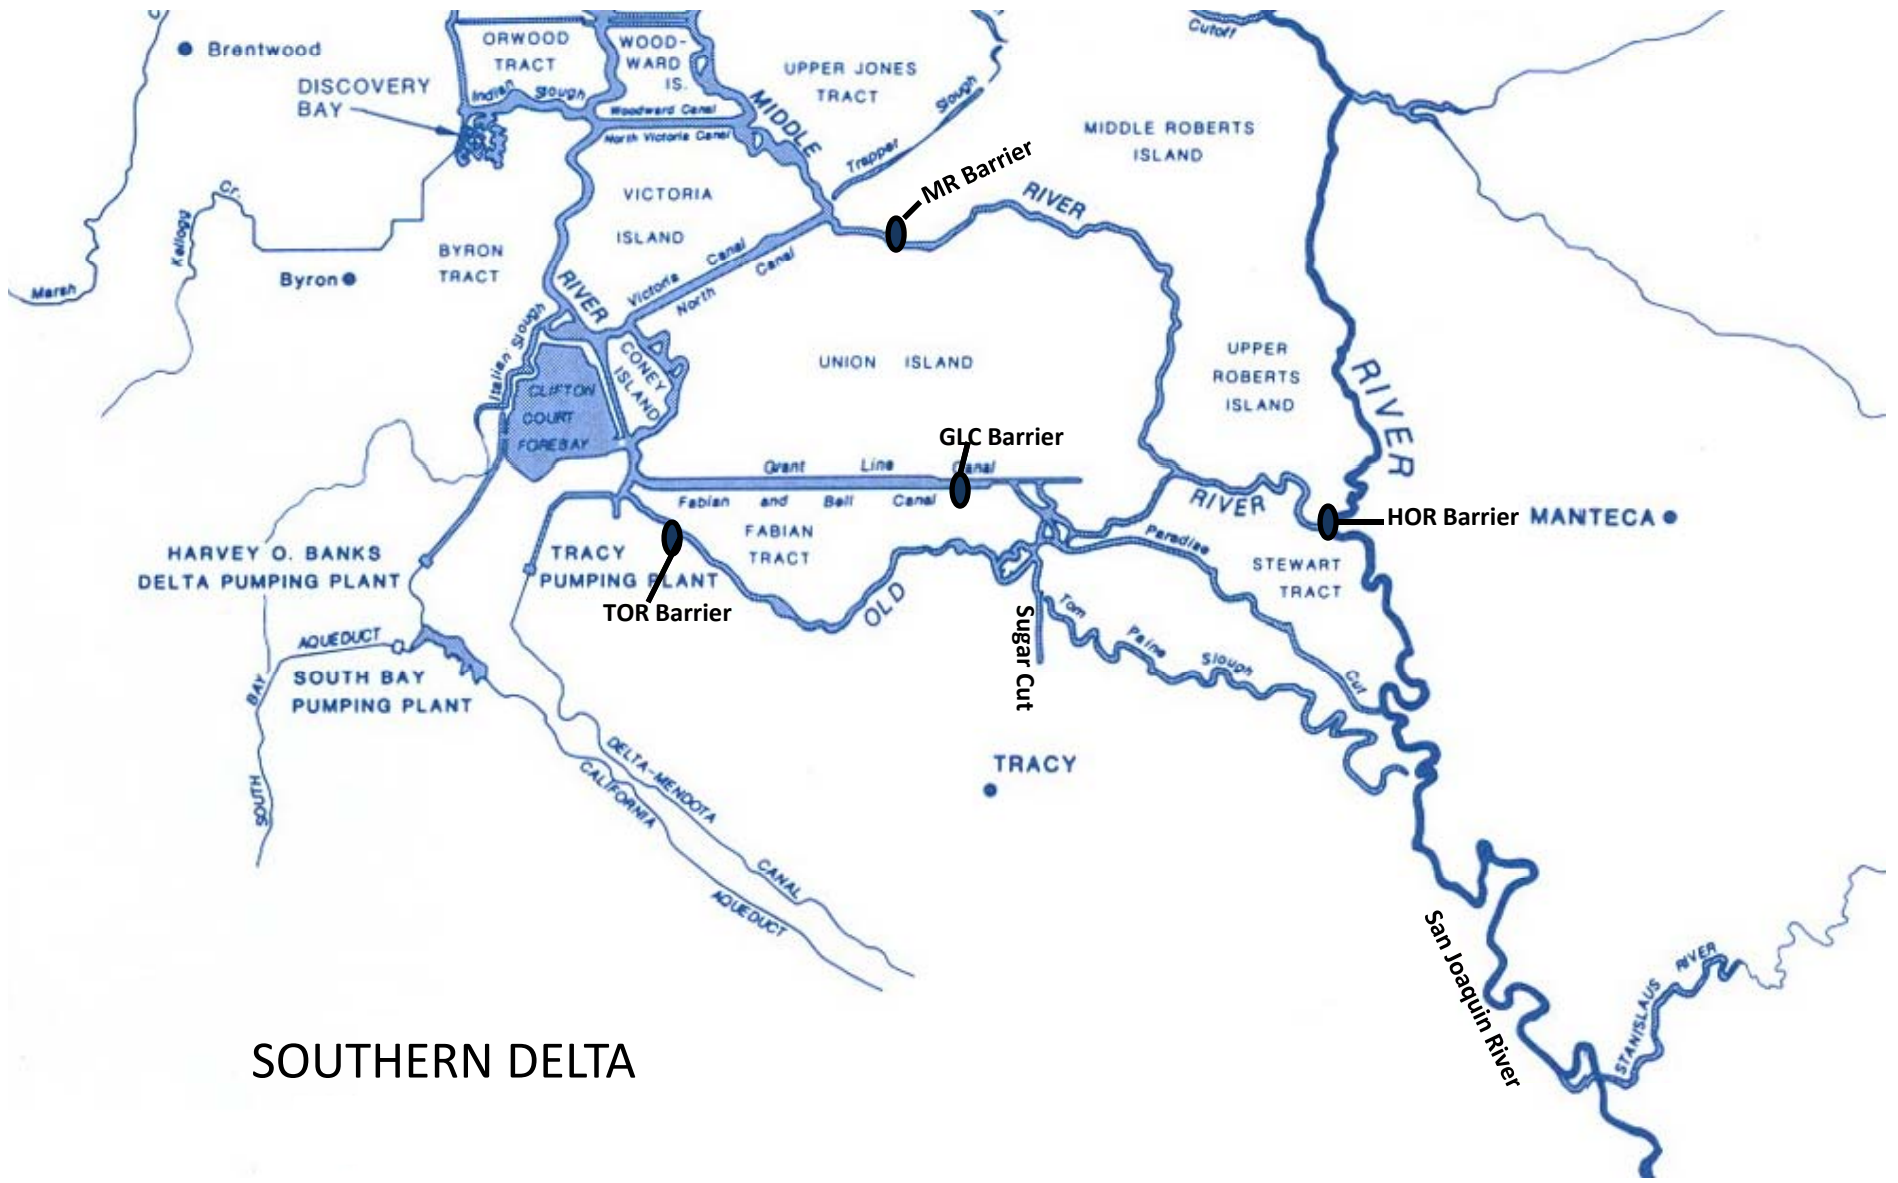 Brentwood
ORWOOD
TRACT
WOOD-
WARD
IS.
UPPER JONES
TRACT
Cutoff
DISCOVERY
BAY
Indian Slough
Woodward Canal
North Victoria Canal
MIDDLE
Slough
Trapper
MIDDLE ROBERTS
ISLAND
MR Barrier
RIVER
Cr.
Kellogg
VICTORIA
ISLAND
BYRON
TRACT
Byron
Marsh
Victoria Canal
North Canal
RIVER
Italian Slough
CONEY
ISLAND
CLIFTON
COURT
FOREBAY
UNION ISLAND
UPPER
ROBERTS
ISLAND
RIVER
GLC Barrier
Grant Line Canal
Fabian and Bell Canal
FABIAN
TRACT
RIVER
HOR Barrier
MANTECA
HARVEY O. BANKS
DELTA PUMPING PLANT
TRACY
PUMPING PLANT
TOR Barrier
OLD
Paradise
Cut
STEWART
TRACT
Sugar Cut
Tom Paine Slough
AQUEDUCT
BAY
SOUTH
SOUTH BAY
PUMPING PLANT
TRACY
DELTA-MENDOTA
CANAL
CALIFORNIA
AQUEDUCT
San Joaquin River
STANISLAUS RIVER
SOUTHERN DELTA